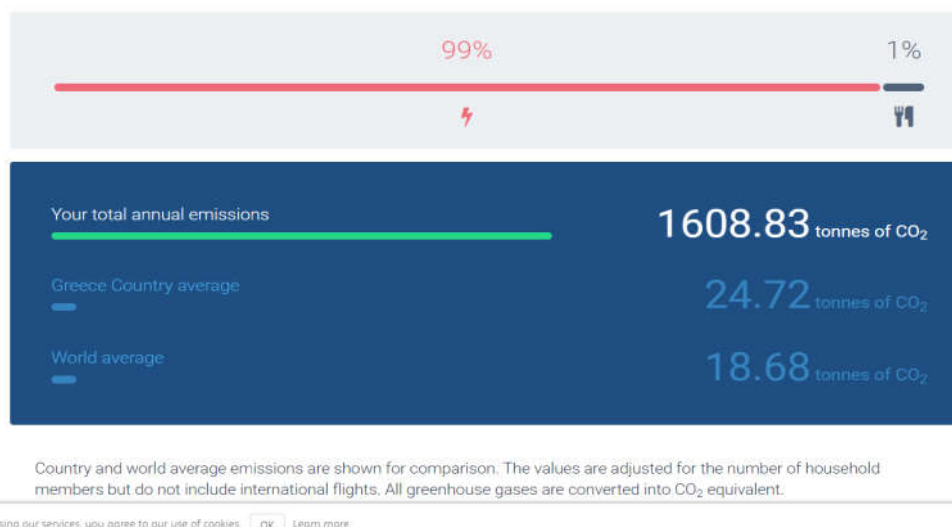 99% 1%
Your total annual emissions 1608.83 tonnes of CO₂
Greece Country average 24.72 tonnes of CO₂
World average 18.68 tonnes of CO₂
Country and world average emissions are shown for comparison. The values are adjusted for the number of household
members but do not include international flights. All greenhouse gases are converted into CO₂ equivalent.
sing our services, you agree to our use of cookies. OK Learn more